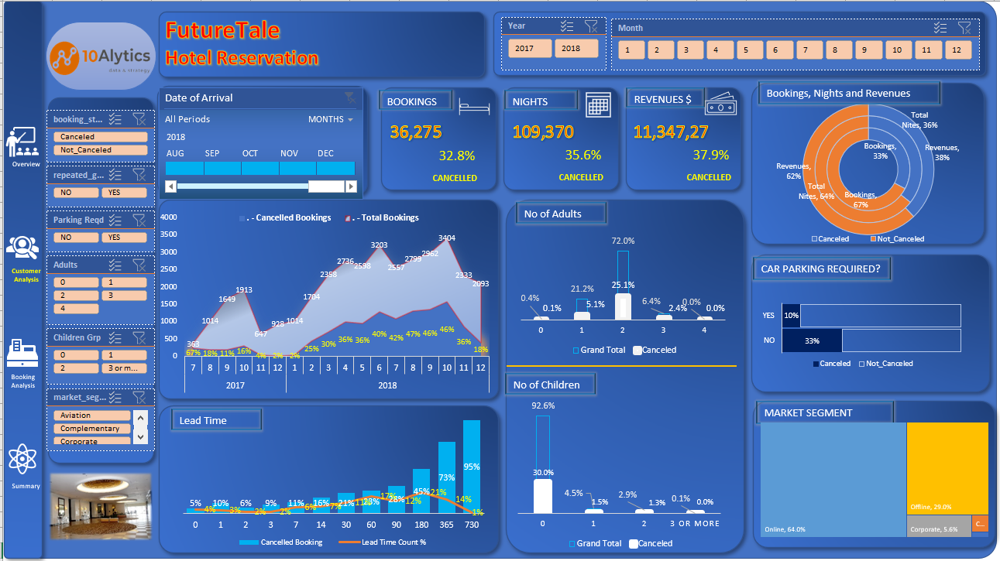 FutureTale
Hotel Reservation
10Alytics
data & strategy
Year
2017
2018
Month
1
2
3
4
5
6
7
8
9
10
11
12
Overview
Customer
Analysis
Booking
Analysis
Summary
booking_st...
Canceled
Not_Canceled
repeated_g...
NO
YES
Parking Reqd
NO
YES
Adults
0
1
2
3
4
Children Grp
0
1
2
3 or m...
market_seg...
Aviation
Complementary
Corporate
Date of Arrival
All Periods
MONTHS
2018
AUG
SEP
OCT
NOV
DEC
BOOKINGS
36,275
32.8%
CANCELLED
NIGHTS
109,370
35.6%
CANCELLED
REVENUES $
11,347,27
37.9%
CANCELLED
Bookings, Nights and Revenues
Total
Nites, 36%
Bookings,
33%
Revenues,
38%
Revenues,
62%
Total
Nites, 64%
Bookings,
67%
Canceled
Not_Canceled
. - Cancelled Bookings
. - Total Bookings
4000
3500
3000
2500
2000
1500
1000
500
0
363
1014
1649
1913
647
928
1014
1704
2358
2736
2598
3203
2557
2799
2962
3404
2333
2093
67%
18%
11%
16%
4%
2%
2%
25%
30%
36%
36%
40%
42%
47%
46%
46%
36%
18%
7
8
9
10
11
12
1
2
3
4
5
6
7
8
9
10
11
12
2017
2018
No of Adults
0.4%
0.1%
21.2%
5.1%
72.0%
25.1%
6.4%
2.4%
0.0%
0.0%
0
1
2
3
4
Grand Total
Canceled
CAR PARKING REQUIRED?
YES
10%
NO
33%
Canceled
Not_Canceled
Lead Time
5%
10%
6%
9%
11%
16%
21%
23%
28%
45%
73%
95%
4%
3%
2%
2%
6%
7%
11%
17%
12%
21%
14%
1%
0
1
2
3
7
14
30
60
90
180
365
730
Cancelled Booking
Lead Time Count %
No of Children
92.6%
30.0%
4.5%
1.5%
2.9%
1.3%
0.1%
0.0%
0
1
2
3 OR MORE
Grand Total
Canceled
MARKET SEGMENT
Online, 64.0%
Offline, 29.0%
Corporate, 5.6%
C...